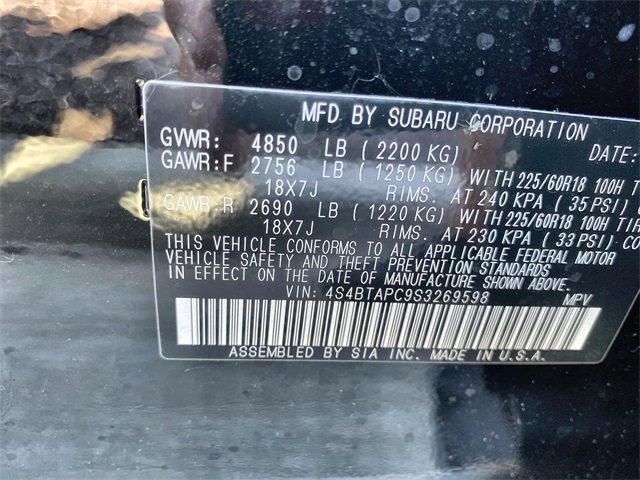 MFD BY SUBARU CORPORATION
GVWR: 4850 LB ( 2200 KG) DATE:
GAWR:F 2756 LB ( 1250 KG) WITH 225/60R18 100H
18X7J RIMS. AT 240 KPA ( 35 PSI)
GAWR:R 2690 LB ( 1220 KG) WITH 225/60R18 100H TI
18X7J RIMS. AT 230 KPA ( 33 PSI) CO
THIS VEHICLE CONFORMS TO ALL APPLICABLE FEDERAL MOTOR
VEHICLE SAFETY AND THEFT PREVENTION STANDARDS
IN EFFECT ON THE DATE OF MANUFACTURE SHOWN ABOVE.
VIN: 4S4BTAPC9S3269598 MPV
ASSEMBLED BY SIA INC. MADE IN U.S.A.